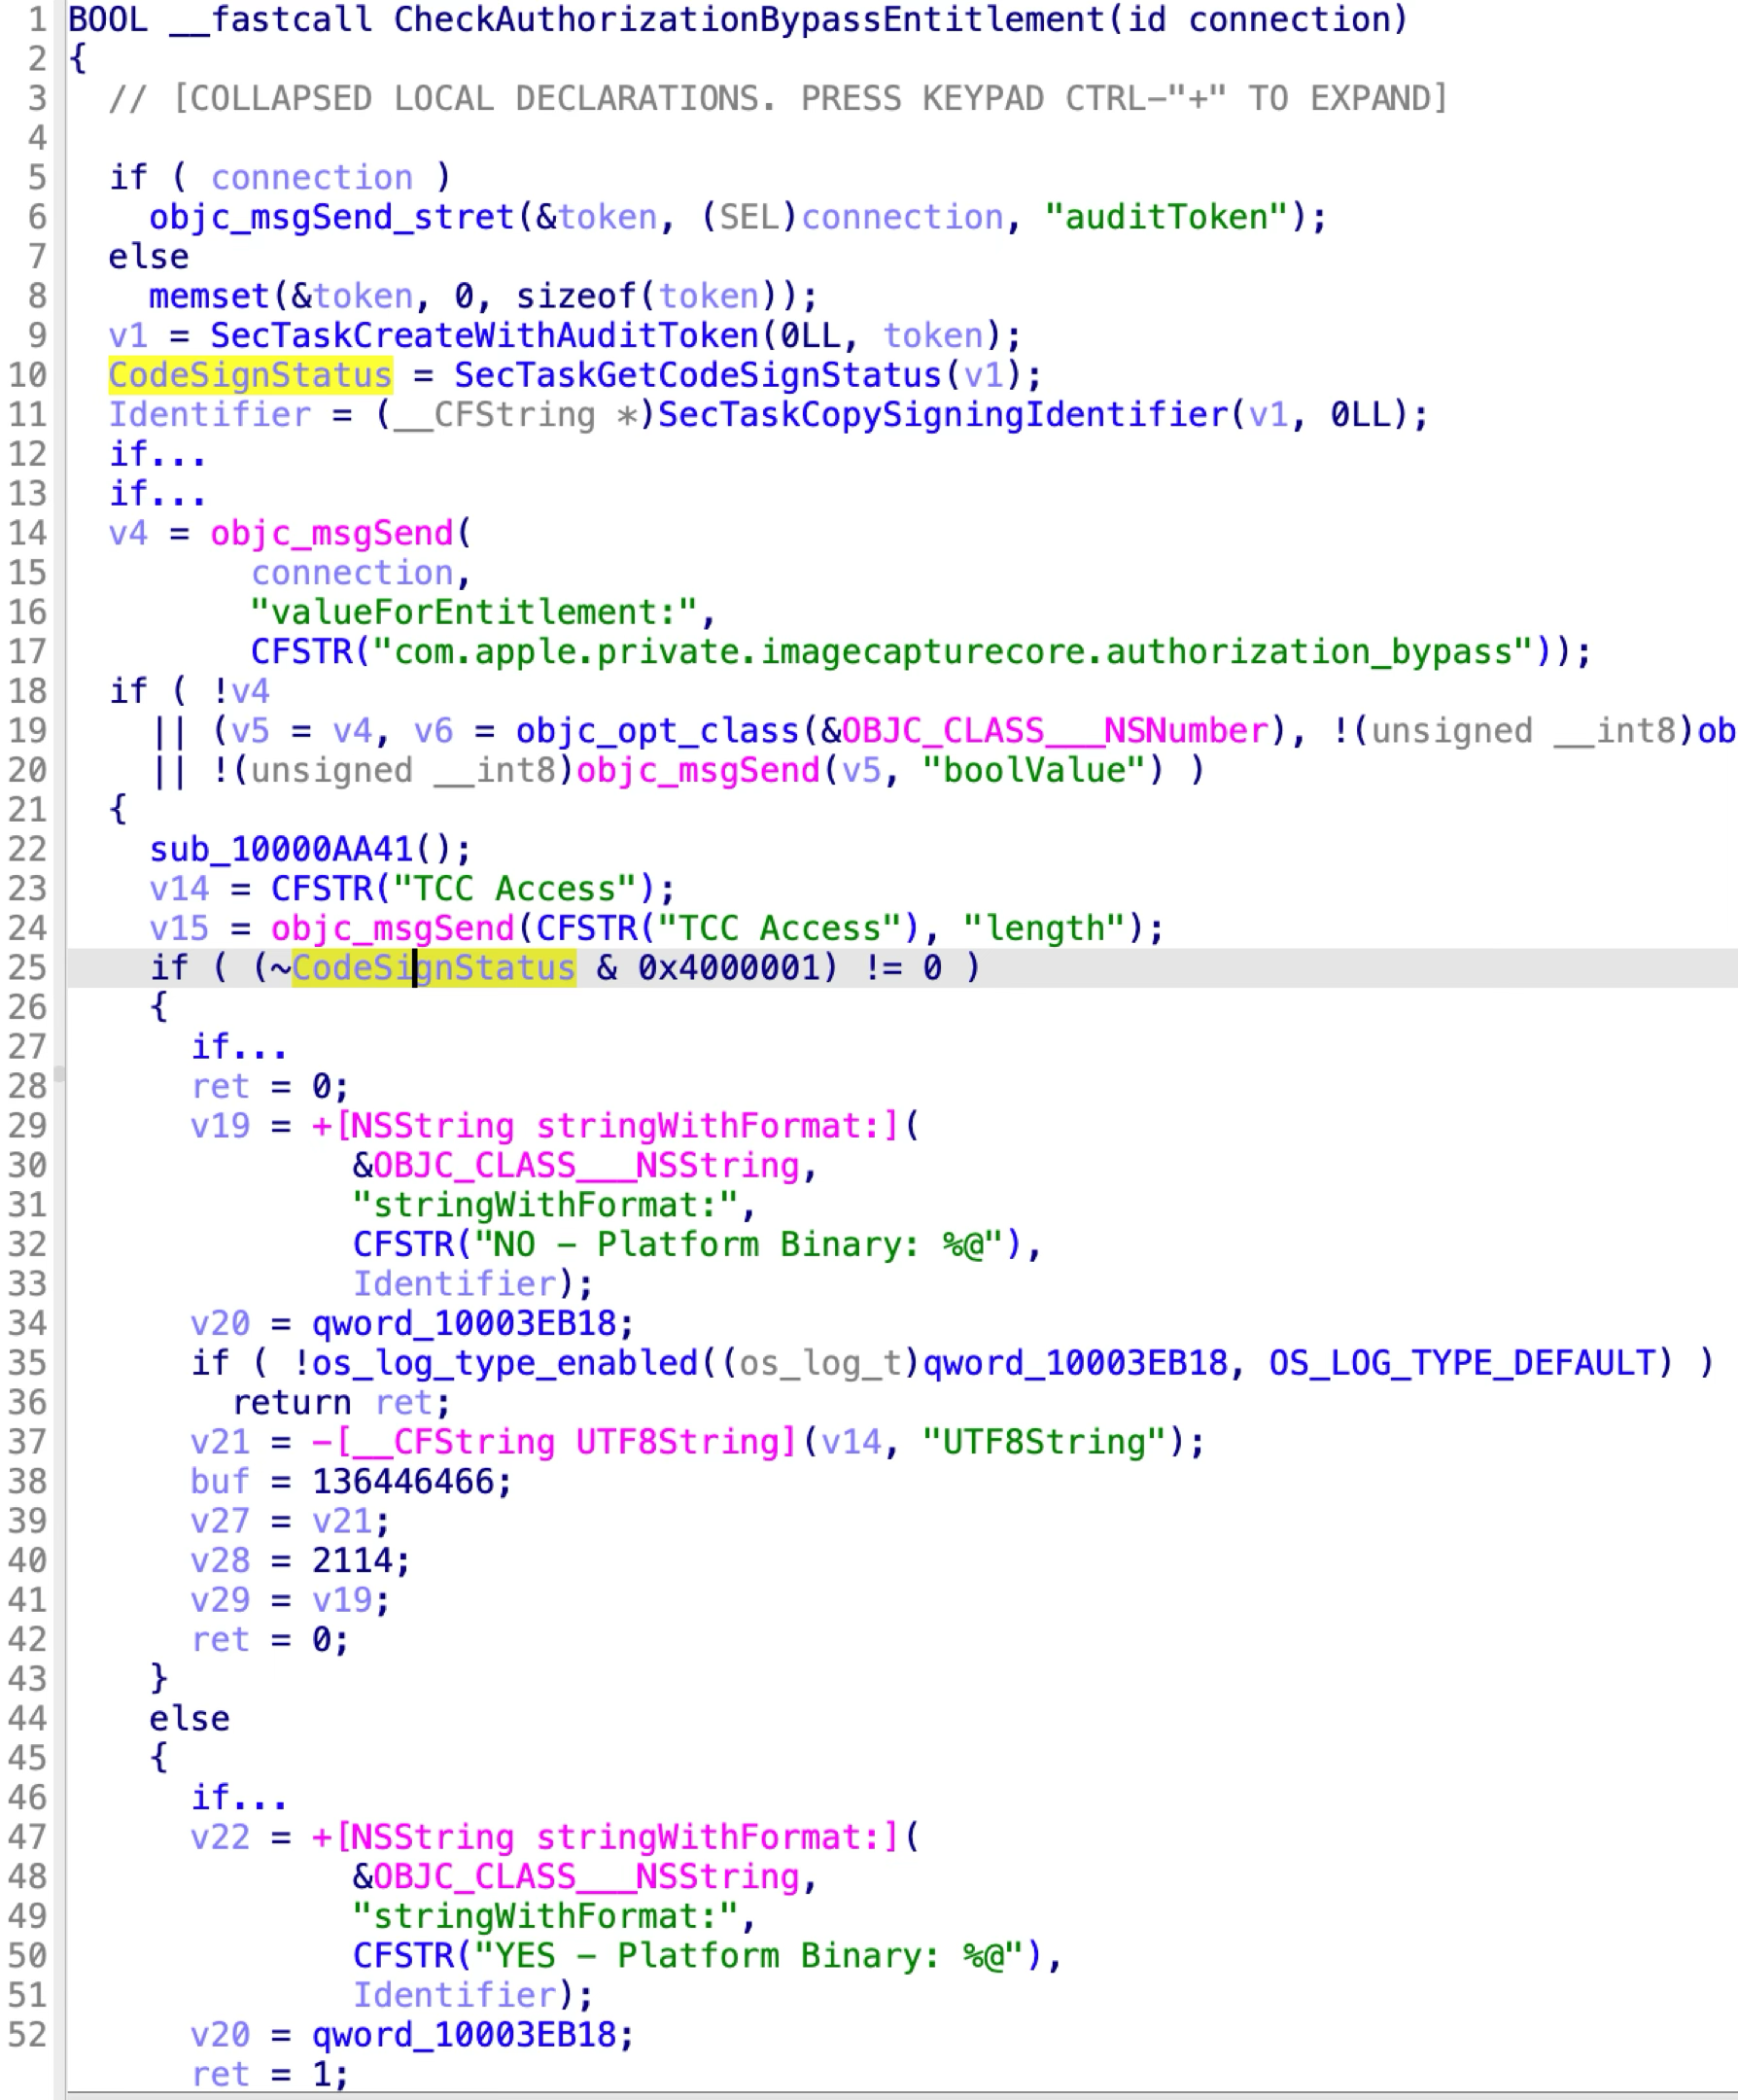 1 BOOL __fastcall CheckAuthorizationBypassEntitlement(id connection)
2 {
3 // [COLLAPSED LOCAL DECLARATIONS. PRESS KEYPAD CTRL-"+" TO EXPAND]
4
5 if ( connection )
6 objc_msgSend_stret(&token, (SEL)connection, "auditToken");
7 else
8 memset(&token, 0, sizeof(token));
9 v1 = SecTaskCreateWithAuditToken(0LL, token);
10 CodeSignStatus = SecTaskGetCodeSignStatus(v1);
11 Identifier = (__CFString *)SecTaskCopySigningIdentifier(v1, 0LL);
12 if...
13 if...
14 v4 = objc_msgSend(
15 connection,
16 "valueForEntitlement:",
17 CFSTR("com.apple.private.imagecapturecore.authorization_bypass"));
18 if ( !v4
19 || (v5 = v4, v6 = objc_opt_class(&OBJC_CLASS___NSNumber), !(unsigned __int8)ob
20 || !(unsigned __int8)objc_msgSend(v5, "boolValue") )
21 {
22 sub_10000AA41();
23 v14 = CFSTR("TCC Access");
24 v15 = objc_msgSend(CFSTR("TCC Access"), "length");
25 if ( (~CodeSignStatus & 0x4000001) != 0 )
26 {
27 if...
28 ret = 0;
29 v19 = +[NSString stringWithFormat:](
30 &OBJC_CLASS___NSString,
31 "stringWithFormat:",
32 CFSTR("NO – Platform Binary: %@"),
33 Identifier);
34 v20 = qword_10003EB18;
35 if ( !os_log_type_enabled((os_log_t)qword_10003EB18, OS_LOG_TYPE_DEFAULT) )
36 return ret;
37 v21 = -[__CFString UTF8String](v14, "UTF8String");
38 buf = 136446466;
39 v27 = v21;
40 v28 = 2114;
41 v29 = v19;
42 ret = 0;
43 }
44 else
45 {
46 if...
47 v22 = +[NSString stringWithFormat:](
48 &OBJC_CLASS___NSString,
49 "stringWithFormat:",
50 CFSTR("YES – Platform Binary: %@"),
51 Identifier);
52 v20 = qword_10003EB18;
ret = 1;